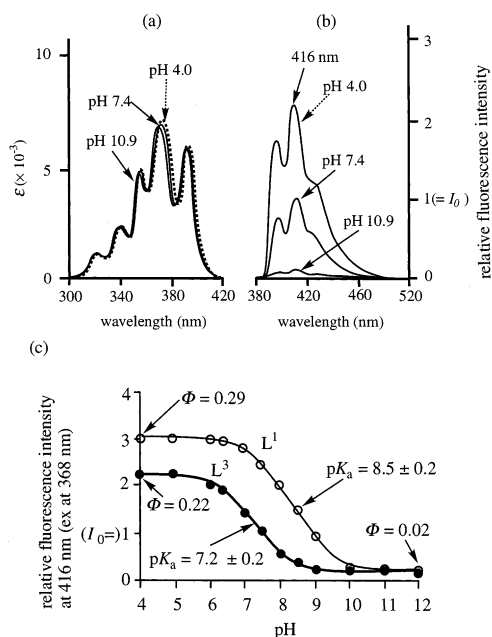 (a)
(b)
10
5
0
ε (× 10⁻³)
pH 4.0
pH 7.4
pH 10.9
300
340
380
420
wavelength (nm)
416 nm
pH 4.0
pH 7.4
pH 10.9
3
2
1 (= I₀ )
0
relative fluorescence intensity
380
420
460
520
wavelength (nm)
(c)
relative fluorescence intensity
at 416 nm (ex at 368 nm)
4
3
2
(I₀=)1
0
Φ = 0.29
L¹
L³
pKₐ = 8.5 ± 0.2
Φ = 0.22
Φ = 0.02
pKₐ = 7.2 ± 0.2
4
5
6
7
8
9
10
11
12
pH